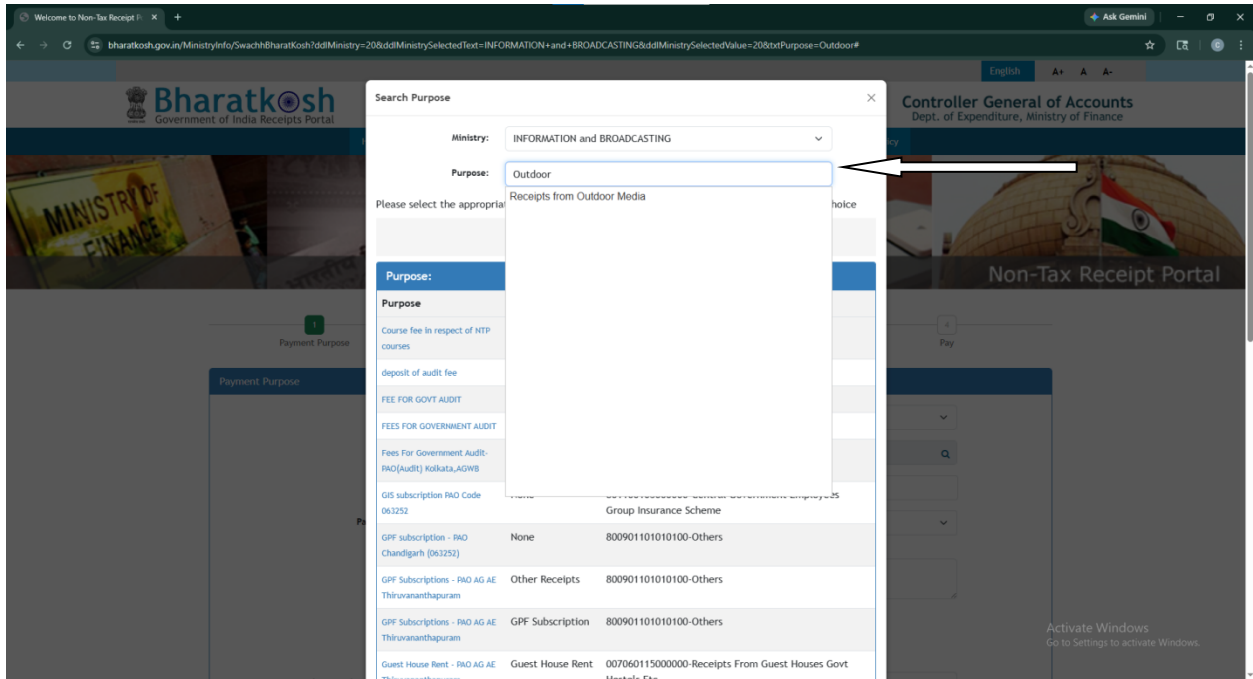 Welcome to Non-Tax Receipt P
Ask Gemini
bharatkosh.gov.in/MinistryInfo/SwachhBharatKosh?ddlMinistry=20&ddlMinistrySelectedText=INFORMATION+and+BROADCASTING&ddlMinistrySelectedValue=20&txtPurpose=Outdoor#
English A+ A A-
Bharatkosh
Government of India Receipts Portal
Controller General of Accounts
Dept. of Expenditure, Ministry of Finance
Search Purpose
Ministry: INFORMATION and BROADCASTING
Purpose: Outdoor
Receipts from Outdoor Media
Please select the appropria
hoice
MINISTRY OF
FINANCE
Non-Tax Receipt Portal
Purpose:
Purpose
Course fee in respect of NTP
courses
deposit of audit fee
FEE FOR GOVT AUDIT
FEES FOR GOVERNMENT AUDIT
Fees For Government Audit-
PAO(Audit) Kolkata,AGWB
GIS subscription PAO Code
063252
Group Insurance Scheme
GPF subscription - PAO
Chandigarh (063252)
None 800901101010100-Others
GPF Subscriptions - PAO AG AE
Thiruvananthapuram
Other Receipts 800901101010100-Others
GPF Subscriptions - PAO AG AE
Thiruvananthapuram
GPF Subscription 800901101010100-Others
Guest House Rent - PAO AG AE
Guest House Rent 007060115000000-Receipts From Guest Houses Govt
1
Payment Purpose
4
Pay
Payment Purpose
Pa
Activate Windows
Go to Settings to activate Windows.